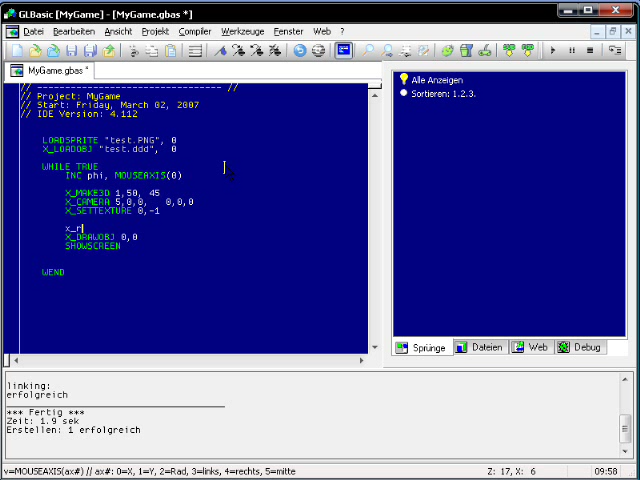 GLBasic [MyGame] - [MyGame.gbas *]
Datei Bearbeiten Ansicht Projekt Compiler Werkzeuge Fenster Web ?
MyGame.gbas *
// -------------------------------- //
// Project: MyGame
// Start: Friday, March 02, 2007
// IDE Version: 4.112
LOADSPRITE "test.PNG", 0
X_LOADOBJ "test.ddd", 0
WHILE TRUE
INC phi, MOUSEAXIS(0)
X_MAKE3D 1,50, 45
X_CAMERA 5,0,0, 0,0,0
X_SETTEXTURE 0,-1
x_r
X_DRAWOBJ 0,0
SHOWSCREEN
WEND
Alle Anzeigen
Sortieren: 1.2.3.
Sprünge Dateien Web Debug
linking:
erfolgreich
*** Fertig ***
Zeit: 1.9 sek
Erstellen: 1 erfolgreich
v=MOUSEAXIS(ax#) // ax#: 0=X, 1=Y, 2=Rad, 3=links, 4=rechts, 5=mitte Z: 17, X: 6 09:58